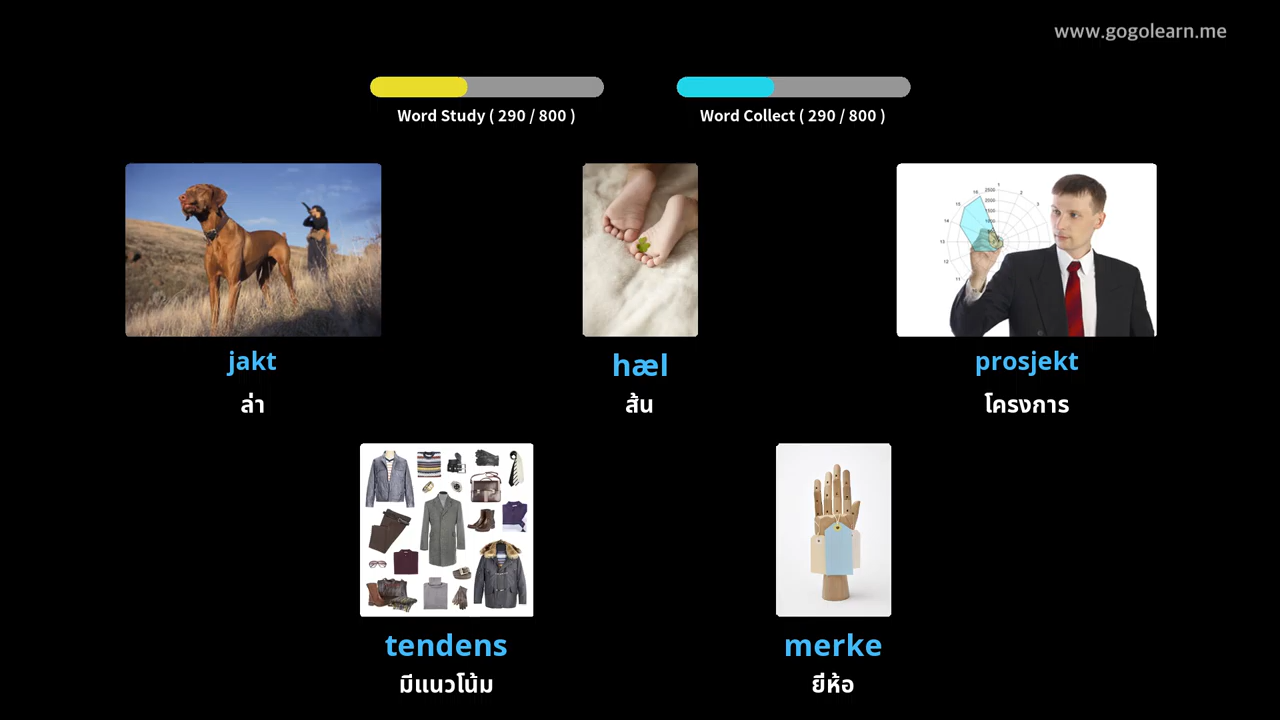 www.gogolearn.me
Word Study ( 290 / 800 )
Word Collect ( 290 / 800 )
jakt
hæl
prosjekt
ล่า
ส้น
โครงการ
tendens
merke
มีแนวโน้ม
ยี่ห้อ